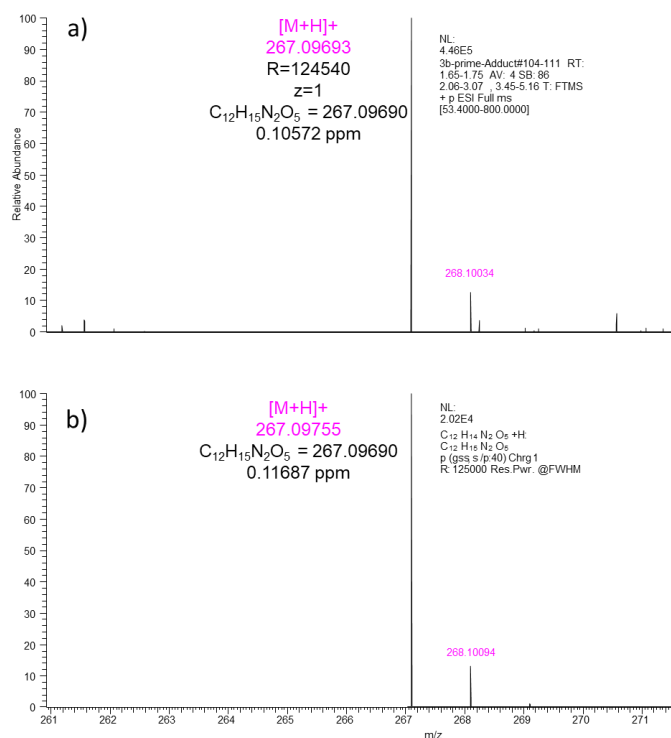 a)
[M+H]+
267.09693
R=124540
z=1
C₁₂H₁₅N₂O₅ = 267.09690
0.10572 ppm
NL:
4.46E5
3b-prime-Adduct#104-111 RT:
1.65-1.75 AV: 4 SB: 86
2.06-3.07 , 3.45-5.16 T: FTMS
+ p ESI Full ms
[53.4000-800.0000]
268.10034
Relative Abundance
100
90
80
70
60
50
40
30
20
10
0
b)
[M+H]+
267.09755
C₁₂H₁₅N₂O₅ = 267.09690
0.11687 ppm
NL:
2.02E4
C₁₂ H₁₄ N₂ O₅ +H:
C₁₂ H₁₅ N₂ O₅
p (gss, s /p:40) Chrg 1
R: 125000 Res.Pwr. @FWHM
268.10094
100
90
80
70
60
50
40
30
20
10
0
261 262 263 264 265 266 267 268 269 270 271
m/z